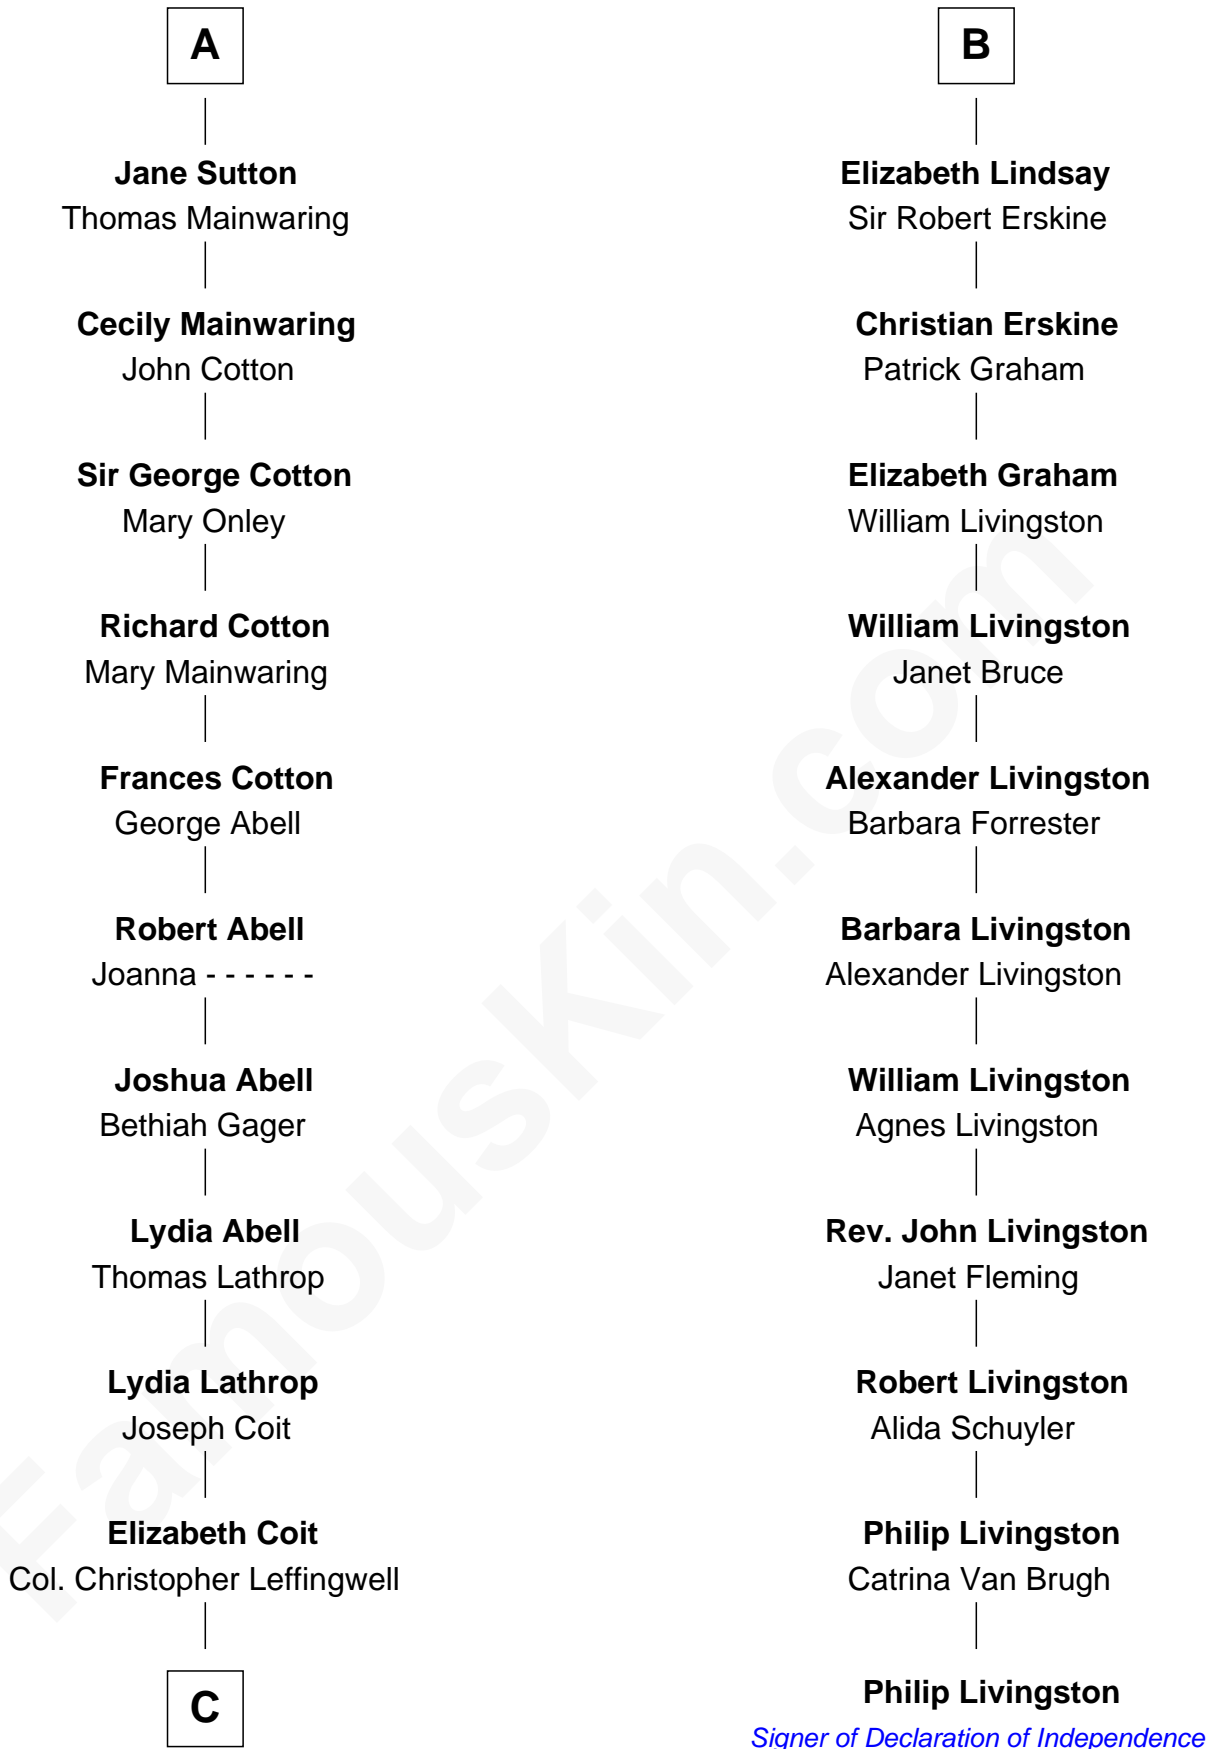 A
Jane Sutton
Thomas Mainwaring
Cecily Mainwaring
John Cotton
Sir George Cotton
Mary Onley
Richard Cotton
Mary Mainwaring
Frances Cotton
George Abell
Robert Abell
Joanna - - - - - -
Joshua Abell
Bethiah Gager
Lydia Abell
Thomas Lathrop
Lydia Lathrop
Joseph Coit
Elizabeth Coit
Col. Christopher Leffingwell
C
B
Elizabeth Lindsay
Sir Robert Erskine
Christian Erskine
Patrick Graham
Elizabeth Graham
William Livingston
William Livingston
Janet Bruce
Alexander Livingston
Barbara Forrester
Barbara Livingston
Alexander Livingston
William Livingston
Agnes Livingston
Rev. John Livingston
Janet Fleming
Robert Livingston
Alida Schuyler
Philip Livingston
Catrina Van Brugh
Philip Livingston
Signer of Declaration of Independence
FamousKin.com